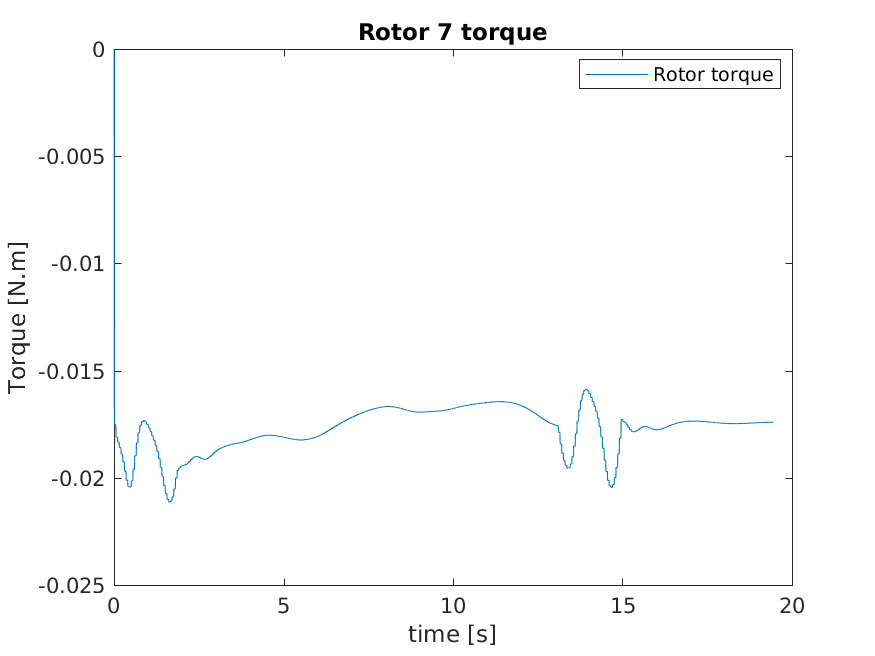 Rotor 7 torque
Rotor torque
0
-0.005
-0.01
-0.015
-0.02
-0.025
Torque [N.m]
0 5 10 15 20
time [s]